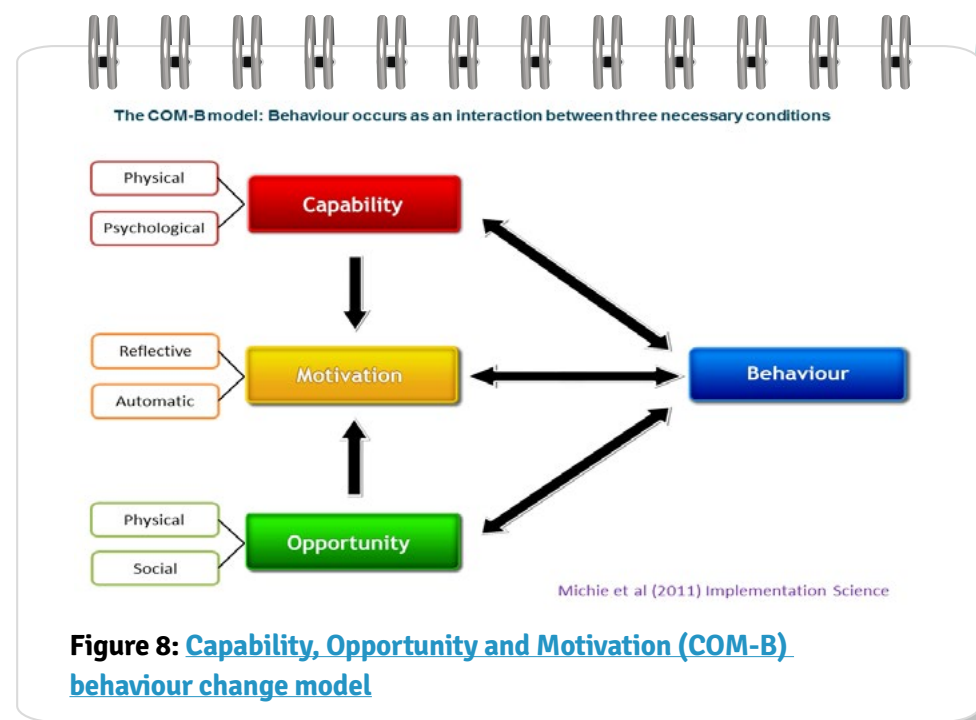 The COM-B model: Behaviour occurs as an interaction between three necessary conditions
Physical
Capability
Psychological
Reflective
Motivation
Automatic
Behaviour
Physical
Opportunity
Social
Michie et al (2011) Implementation Science
Figure 8: Capability, Opportunity and Motivation (COM-B)
behaviour change model